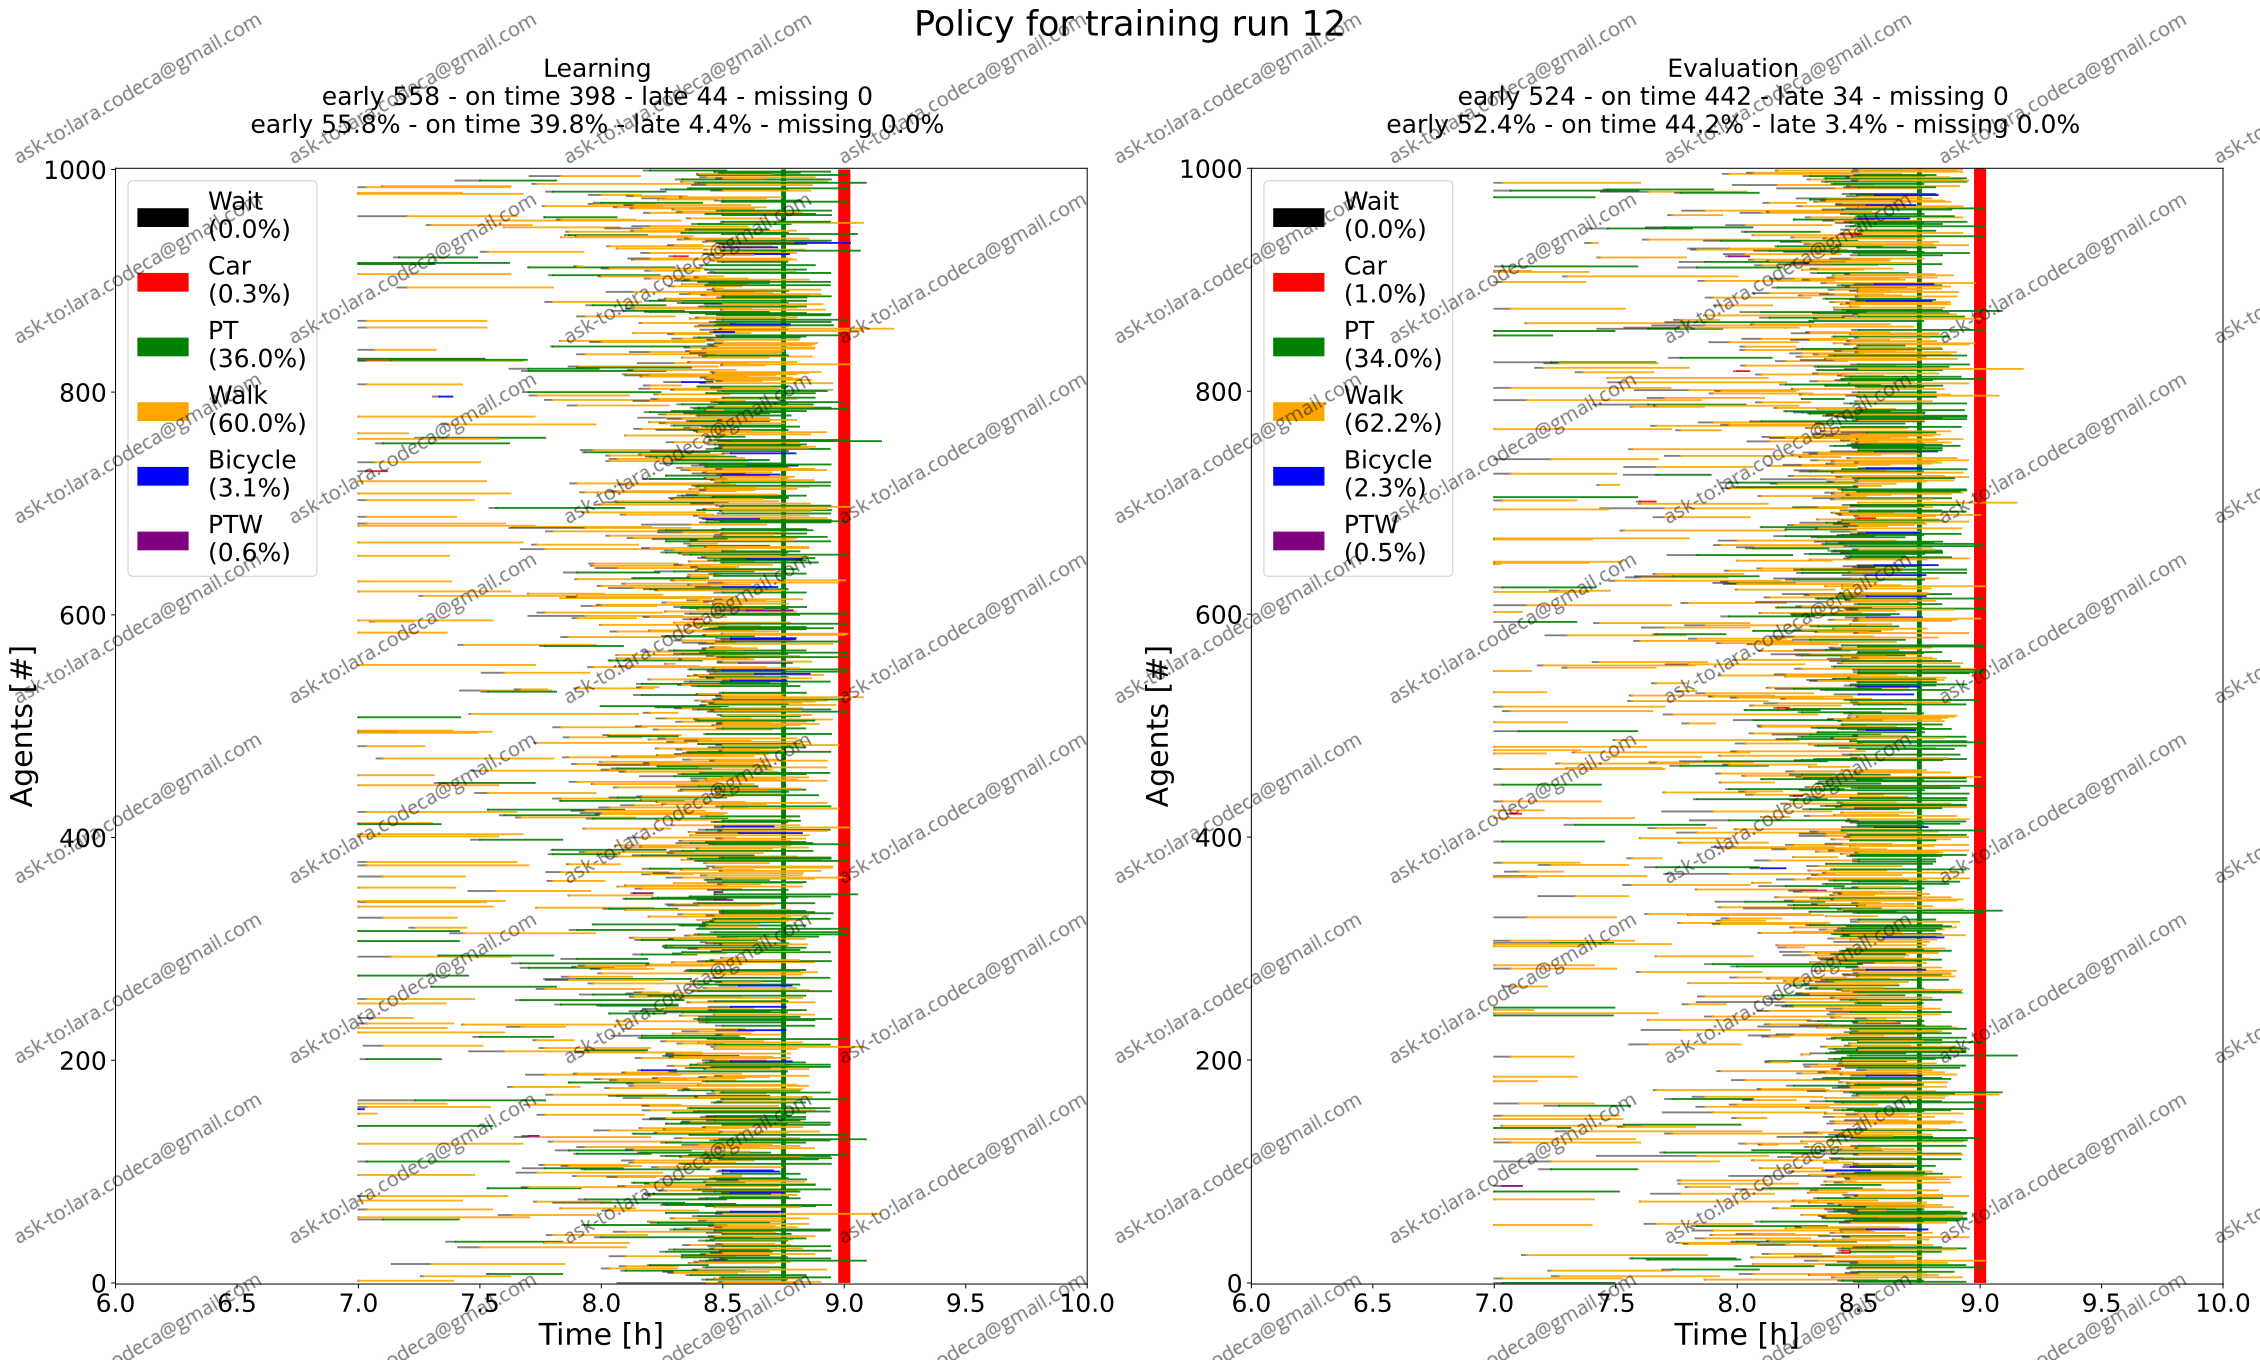 Policy for training run 12
Learning
early 558 - on time 398 - late 44 - missing 0
early 55.8% - on time 39.8% - late 4.4% - missing 0.0%
1000
800
600
400
200
0
Agents [#]
Wait
(0.0%)
Car
(0.3%)
PT
(36.0%)
Walk
(60.0%)
Bicycle
(3.1%)
PTW
(0.6%)
6.0 6.5 7.0 7.5 8.0 8.5 9.0 9.5 10.0
Time [h]
Evaluation
early 524 - on time 442 - late 34 - missing 0
early 52.4% - on time 44.2% - late 3.4% - missing 0.0%
1000
800
600
400
200
0
Agents [#]
Wait
(0.0%)
Car
(1.0%)
PT
(34.0%)
Walk
(62.2%)
Bicycle
(2.3%)
PTW
(0.5%)
6.0 6.5 7.0 7.5 8.0 8.5 9.0 9.5 10.0
Time [h]
ask-to:lara.codeca@gmail.com